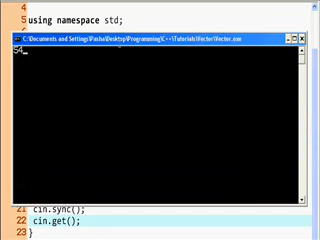 4
5 using namespace std;
C:\Documents and Settings\Pasha\Desktop\Programming\C++\Tutorials\Vector\Vector.exe
54_
21 cin.sync();
22 cin.get();
23 }